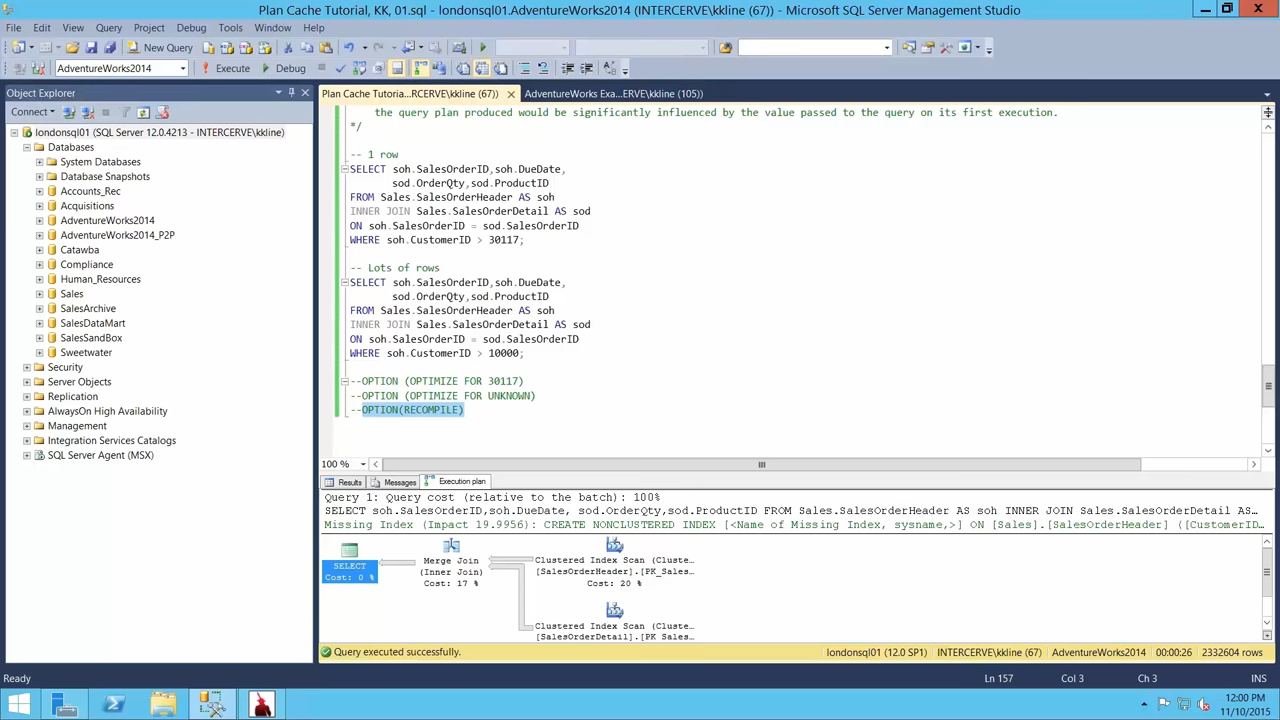 Plan Cache Tutorial, KK, 01.sql - londonsql01.AdventureWorks2014 (INTERCERVE\kkline (67)) - Microsoft SQL Server Management Studio
File Edit View Query Project Debug Tools Window Help
New Query
AdventureWorks2014 Execute Debug
Object Explorer
Connect
londonsql01 (SQL Server 12.0.4213 - INTERCERVE\kkline)
Databases
System Databases
Database Snapshots
Accounts_Rec
Acquisitions
AdventureWorks2014
AdventureWorks2014_P2P
Catawba
Compliance
Human_Resources
Sales
SalesArchive
SalesDataMart
SalesSandBox
Sweetwater
Security
Server Objects
Replication
AlwaysOn High Availability
Management
Integration Services Catalogs
SQL Server Agent (MSX)
Plan Cache Tutoria...RCERVE\kkline (67)) AdventureWorks Exa...ERVE\kkline (105))
the query plan produced would be significantly influenced by the value passed to the query on its first execution.
*/
-- 1 row
SELECT soh.SalesOrderID,soh.DueDate,
sod.OrderQty,sod.ProductID
FROM Sales.SalesOrderHeader AS soh
INNER JOIN Sales.SalesOrderDetail AS sod
ON soh.SalesOrderID = sod.SalesOrderID
WHERE soh.CustomerID > 30117;
-- Lots of rows
SELECT soh.SalesOrderID,soh.DueDate,
sod.OrderQty,sod.ProductID
FROM Sales.SalesOrderHeader AS soh
INNER JOIN Sales.SalesOrderDetail AS sod
ON soh.SalesOrderID = sod.SalesOrderID
WHERE soh.CustomerID > 10000;
--OPTION (OPTIMIZE FOR 30117)
--OPTION (OPTIMIZE FOR UNKNOWN)
--OPTION(RECOMPILE)
100 %
Results Messages Execution plan
Query 1: Query cost (relative to the batch): 100%
SELECT soh.SalesOrderID,soh.DueDate, sod.OrderQty,sod.ProductID FROM Sales.SalesOrderHeader AS soh INNER JOIN Sales.SalesOrderDetail AS...
Missing Index (Impact 19.9956): CREATE NONCLUSTERED INDEX [<Name of Missing Index, sysname,>] ON [Sales].[SalesOrderHeader] ([CustomerID...
SELECT
Cost: 0 %
Merge Join
(Inner Join)
Cost: 17 %
Clustered Index Scan (Cluste...
[SalesOrderHeader].[PK_Sales...
Cost: 20 %
Clustered Index Scan (Cluste...
[SalesOrderDetail].[PK_Sales...
Query executed successfully. londonsql01 (12.0 SP1) INTERCERVE\kkline (67) AdventureWorks2014 00:00:26 2332604 rows
Ready Ln 157 Col 3 Ch 3 INS
12:00 PM
11/10/2015